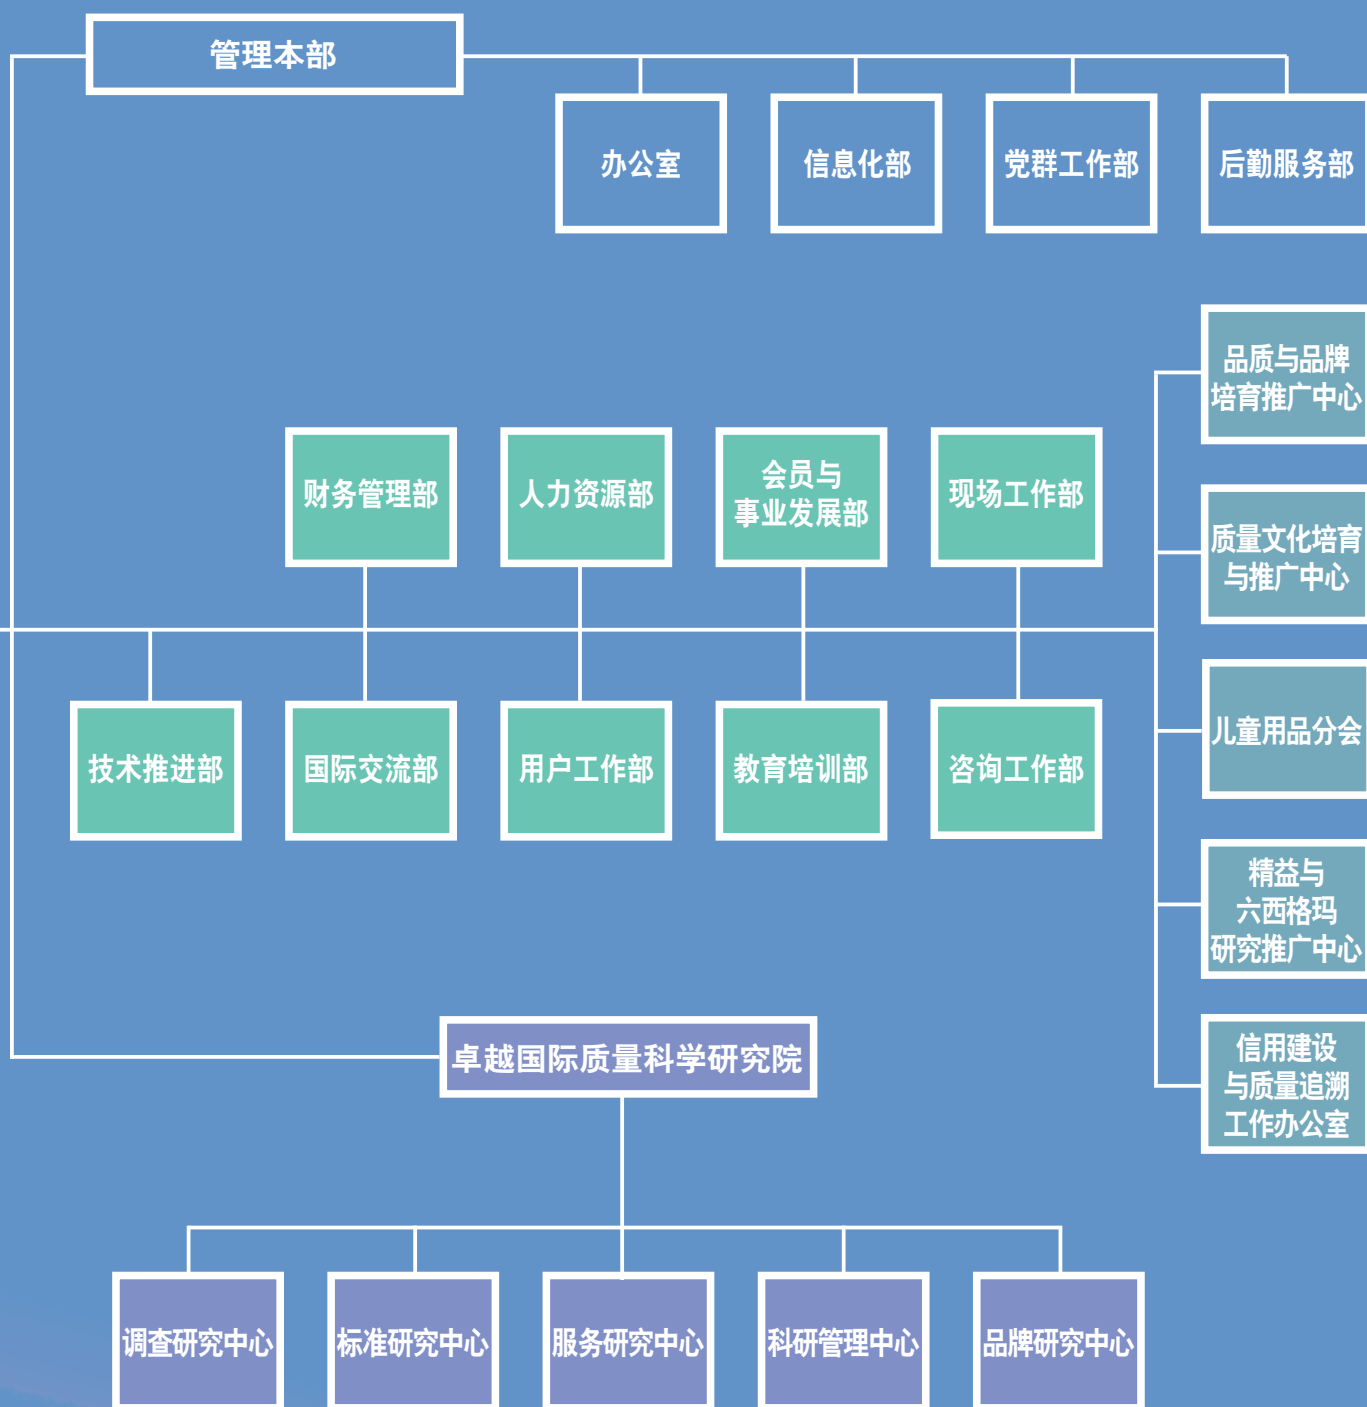 管理本部
办公室
信息化部
党群工作部
后勤服务部
品质与品牌
培育推广中心
财务管理部
人力资源部
会员与
事业发展部
现场工作部
质量文化培育
与推广中心
技术推进部
国际交流部
用户工作部
教育培训部
咨询工作部
儿童用品分会
精益与
六西格玛
研究推广中心
卓越国际质量科学研究院
信用建设
与质量追溯
工作办公室
调查研究中心
标准研究中心
服务研究中心
科研管理中心
品牌研究中心